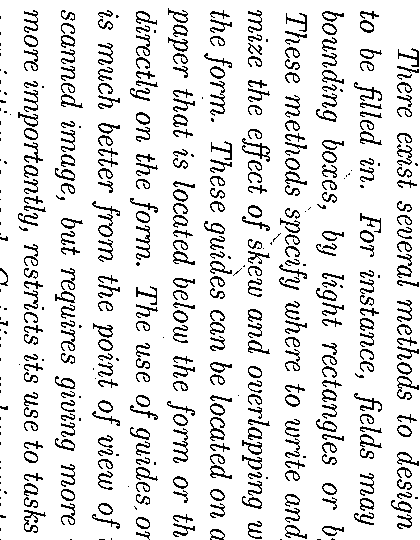 There exist several methods to design
to be filled in. For instance, fields may
bounding boxes, by light rectangles or b
These methods specify where to write and
mize the effect of skew and overlapping w
the form. These guides can be located on a
paper that is located below the form or th
directly on the form. The use of guides or
is much better from the point of view of
scanned image, but requires giving more
more importantly, restricts its use to tasks